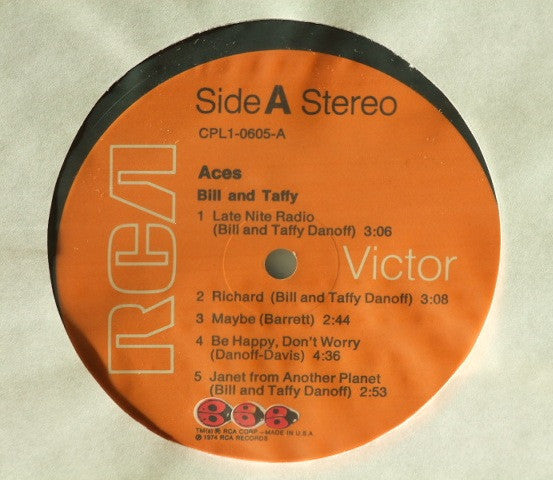 Side A Stereo
CPL1-0605-A
RCA
Aces
Bill and Taffy
1 Late Nite Radio
(Bill and Taffy Danoff) 3:06
Victor
2 Richard (Bill and Taffy Danoff) 3:08
3 Maybe (Barrett) 2:44
4 Be Happy, Don't Worry
(Danoff-Davis) 4:36
5 Janet from Another Planet
(Bill and Taffy Danoff) 2:53
TM(s) ® RCA CORP.—MADE IN U.S.A
℗ 1974 RCA RECORDS